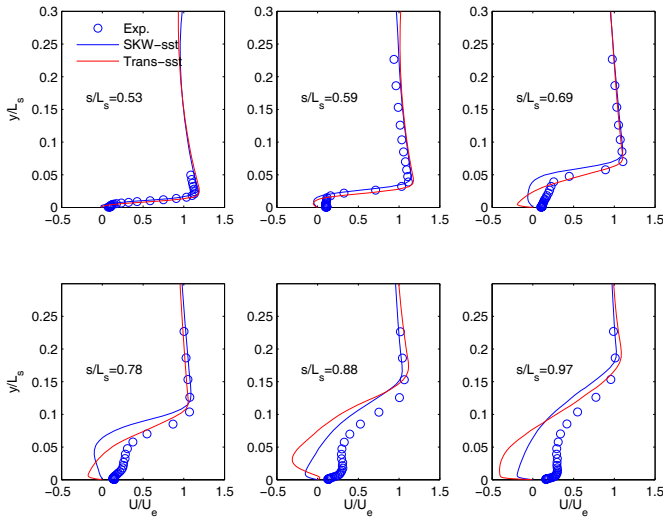 0.3 0.3 0.3
Exp.
SKW-sst
Trans-sst
0.25 0.25 0.25
0.2 0.2 0.2
y/L_s
s/L_s=0.53 s/L_s=0.59 s/L_s=0.69
0.15 0.15 0.15
0.1 0.1 0.1
0.05 0.05 0.05
0 0 0
-0.5 0 0.5 1 1.5 -0.5 0 0.5 1 1.5 -0.5 0 0.5 1 1.5
0.25 0.25 0.25
0.2 0.2 0.2
y/L_s
s/L_s=0.78 s/L_s=0.88 s/L_s=0.97
0.15 0.15 0.15
0.1 0.1 0.1
0.05 0.05 0.05
0 0 0
-0.5 0 0.5 1 1.5 -0.5 0 0.5 1 1.5 -0.5 0 0.5 1 1.5
U/U_e U/U_e U/U_e